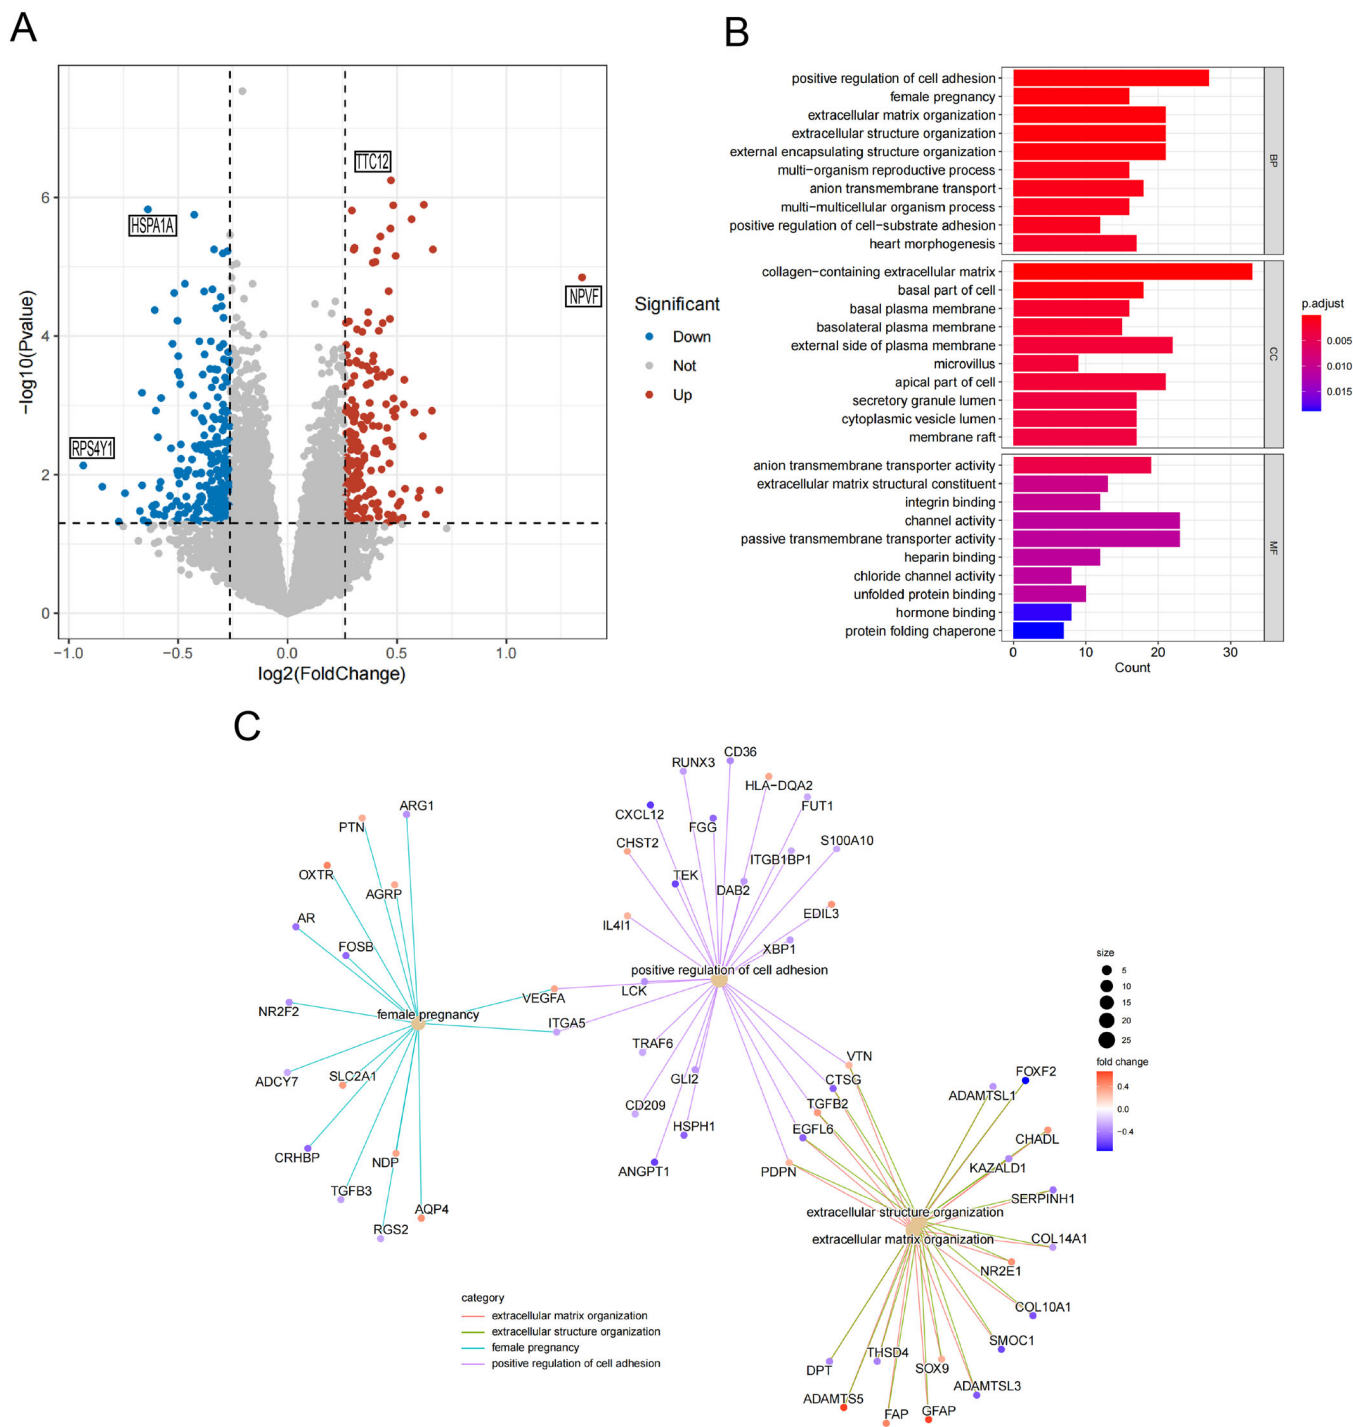 A
B
TTC12
HSPA1A
NPVF
RPS4Y1
6
4
2
0
−log10(Pvalue)
−1.0
−0.5
0.0
0.5
1.0
log2(FoldChange)
Significant
Down
Not
Up
positive regulation of cell adhesion
female pregnancy
extracellular matrix organization
extracellular structure organization
external encapsulating structure organization
multi−organism reproductive process
anion transmembrane transport
multi−multicellular organism process
positive regulation of cell−substrate adhesion
heart morphogenesis
BP
collagen−containing extracellular matrix
basal part of cell
basal plasma membrane
basolateral plasma membrane
external side of plasma membrane
microvillus
apical part of cell
secretory granule lumen
cytoplasmic vesicle lumen
membrane raft
CC
anion transmembrane transporter activity
extracellular matrix structural constituent
integrin binding
channel activity
passive transmembrane transporter activity
heparin binding
chloride channel activity
unfolded protein binding
hormone binding
protein folding chaperone
MF
0
10
20
30
Count
p.adjust
0.005
0.010
0.015
C
CD36
RUNX3
HLA−DQA2
FUT1
CXCL12
FGG
CHST2
S100A10
ITGB1BP1
TEK
DAB2
EDIL3
IL4I1
XBP1
positive regulation of cell adhesion
LCK
ARG1
PTN
OXTR
AGRP
AR
FOSB
NR2F2
female pregnancy
VEGFA
ITGA5
ADCY7
SLC2A1
CRHBP
NDP
TGFB3
AQP4
RGS2
TRAF6
GLI2
CD209
HSPH1
ANGPT1
VTN
CTSG
TGFB2
EGFL6
PDPN
FOXF2
ADAMTSL1
CHADL
KAZALD1
SERPINH1
extracellular structure organization
extracellular matrix organization
COL14A1
NR2E1
COL10A1
SMOC1
THSD4
DPT
SOX9
ADAMTSL3
ADAMTS5
FAP
GFAP
size
5
10
15
20
25
fold change
0.4
0.0
−0.4
category
extracellular matrix organization
extracellular structure organization
female pregnancy
positive regulation of cell adhesion